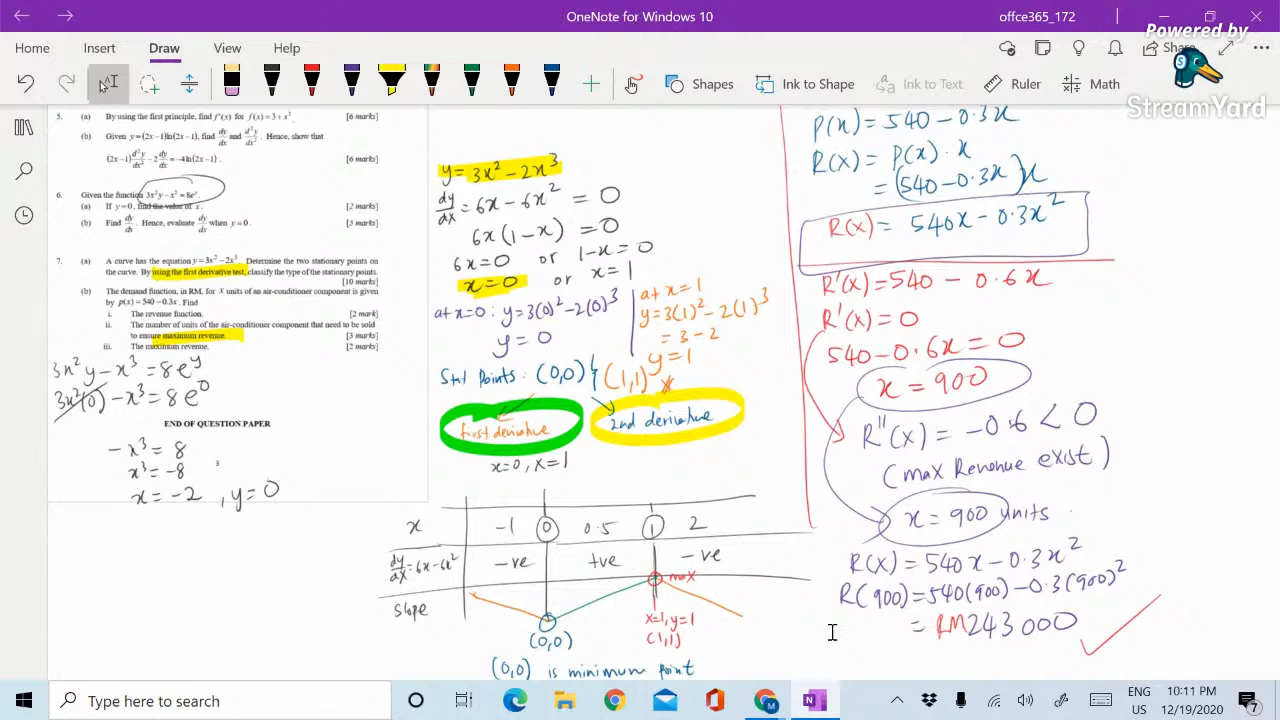 OneNote for Windows 10
offce365_172
Powered by
StreamYard
Home Insert Draw View Help
Share
Shapes Ink to Shape Ink to Text Ruler Math
5. (a) By using the first principle, find f'(x) for f(x) = 3 + x². [6 marks]
(b) Given y = (2x − 1)ln(2x − 1), find dy/dx and d²y/dx². Hence, show that
(2x − 1) d²y/dx² − 2 dy/dx = −4ln(2x − 1). [6 marks]
6. Given the function 3x²y − x³ = 8eʸ.
(a) If y = 0, find the value of x. [2 marks]
(b) Find dy/dx. Hence, evaluate dy/dx when y = 0. [5 marks]
7. (a) A curve has the equation y = 3x² − 2x³. Determine the two stationary points on
the curve. By using the first derivative test, classify the type of the stationary points.
[10 marks]
(b) The demand function, in RM, for x units of an air-conditioner component is given
by p(x) = 540 − 0.3x. Find
i. The revenue function. [2 mark]
ii. The number of units of the air-conditioner component that need to be sold
to ensure maximum revenue. [3 marks]
iii. The maximum revenue. [2 marks]
3x²y − x³ = 8eʸ
3x²(0) − x³ = 8e⁰
END OF QUESTION PAPER
− x³ = 8
3
x³ = −8
x = −2 , y = 0
y = 3x² − 2x³
dy/dx = 6x − 6x² = 0
6x(1 − x) = 0
6x = 0 or 1−x = 0
x = 0 or x = 1
at x=0 : y = 3(0)² − 2(0)³
y = 0
at x = 1
y = 3(1)² − 2(1)³
= 3 − 2
y = 1
Stat Points : (0,0) & (1,1)
first derivative
2nd derivative
x=0, x=1
x −1 0 0.5 1 2
dy/dx = 6x−6x² −ve +ve −ve
slope max
(0,0)
x=1, y=1
(1,1)
(0,0) is minimum point
P(x) = 540 − 0.3x
R(x) = P(x) · x
= (540 − 0.3x)x
R(x) = 540x − 0.3x²
R'(x) = 540 − 0.6x
R'(x) = 0
540 − 0.6x = 0
x = 900
R''(x) = −0.6 < 0
(max Revenue exist)
x = 900 units
R(x) = 540x − 0.3x²
R(900) = 540(900) − 0.3(900)²
= RM243 000
Type here to search
ENG
US
10:11 PM
12/19/2020
7